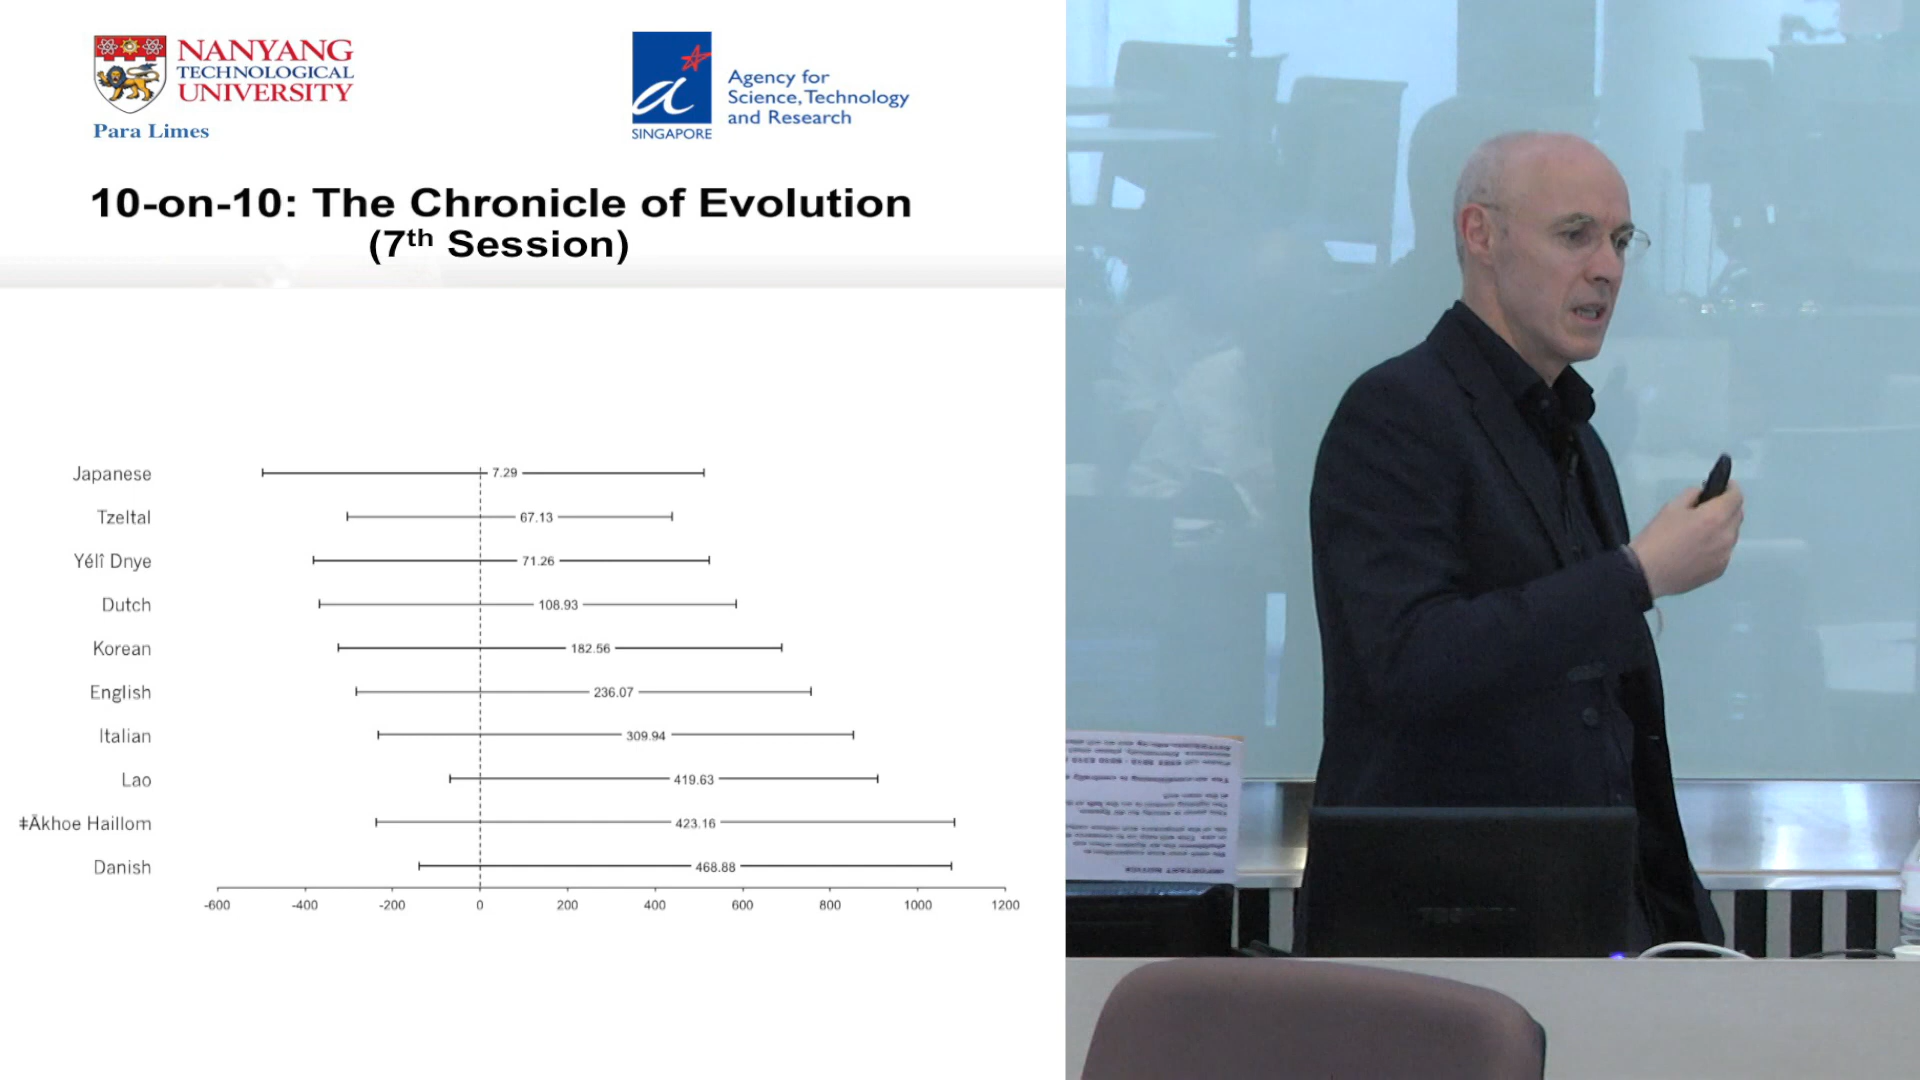 NANYANG
TECHNOLOGICAL
UNIVERSITY
Para Limes
SINGAPORE
Agency for
Science, Technology
and Research
10-on-10: The Chronicle of Evolution
(7th Session)
Japanese 7.29
Tzeltal 67.13
Yélî Dnye 71.26
Dutch 108.93
Korean 182.56
English 236.07
Italian 309.94
Lao 419.63
ǂĀkhoe Haillom 423.16
Danish 468.88
-600 -400 -200 0 200 400 600 800 1000 1200
IMPORTANT NOTICE